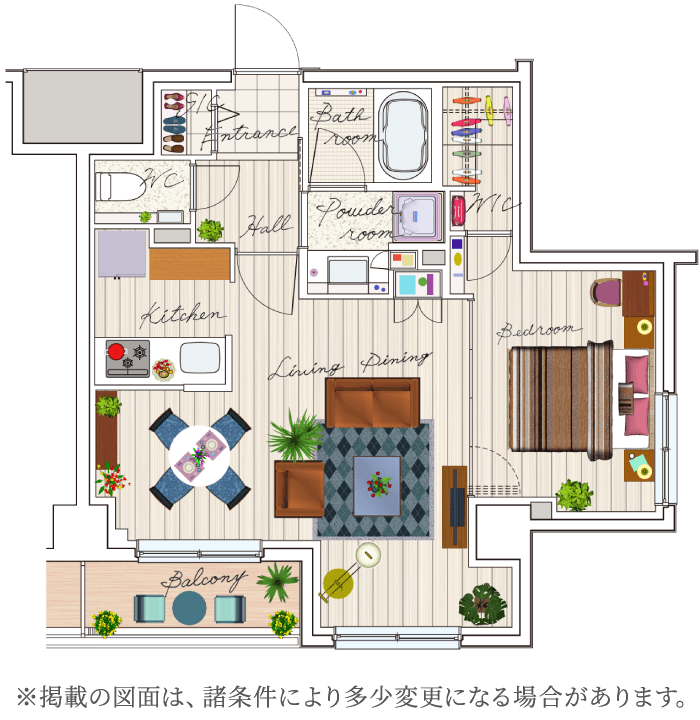 SIC
Entrance
Bath
room
WC
Hall
Powder
room
WIC
Kitchen
Bedroom
Living Dining
Balcony
※掲載の図面は、諸条件により多少変更になる場合があります。